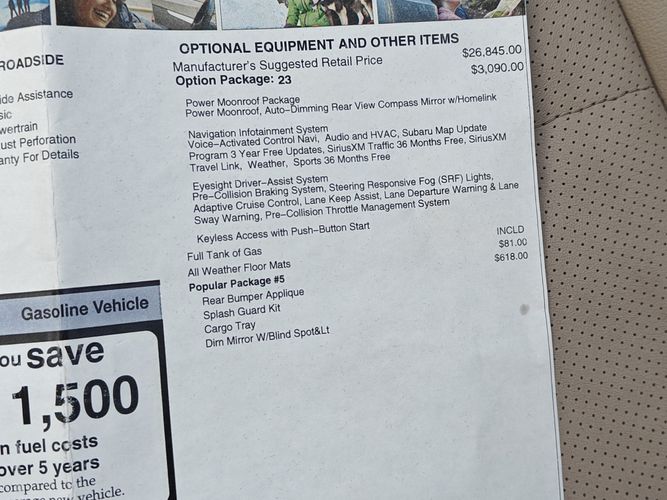 ROADSIDE
ide Assistance
sic
wertrain
ust Perforation
anty For Details
OPTIONAL EQUIPMENT AND OTHER ITEMS
Manufacturer's Suggested Retail Price $26,845.00
Option Package: 23 $3,090.00
Power Moonroof Package
Power Moonroof, Auto-Dimming Rear View Compass Mirror w/Homelink
Navigation Infotainment System
Voice-Activated Control Navi, Audio and HVAC, Subaru Map Update
Program 3 Year Free Updates, SiriusXM Traffic 36 Months Free, SiriusXM
Travel Link, Weather, Sports 36 Months Free
Eyesight Driver-Assist System
Pre-Collision Braking System, Steering Responsive Fog (SRF) Lights,
Adaptive Cruise Control, Lane Keep Assist, Lane Departure Warning & Lane
Sway Warning, Pre-Collision Throttle Management System
Keyless Access with Push-Button Start
Full Tank of Gas INCLD
All Weather Floor Mats $81.00
Popular Package #5 $618.00
Rear Bumper Applique
Splash Guard Kit
Cargo Tray
Dim Mirror W/Blind Spot&Lt
Gasoline Vehicle
ou save
1,500
n fuel costs
over 5 years
compared to the
new vehicle.